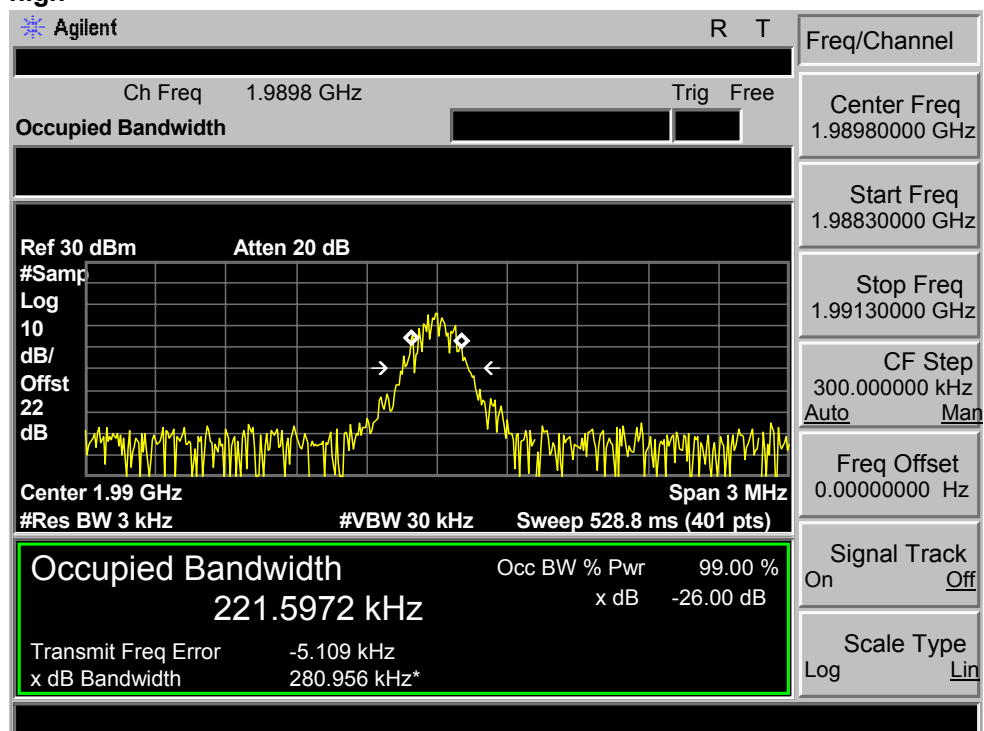 Agilent R T
Ch Freq 1.9898 GHz Trig Free
Occupied Bandwidth
Ref 30 dBm Atten 20 dB
#Samp
Log
10
dB/
Offst
22
dB
Center 1.99 GHz Span 3 MHz
#Res BW 3 kHz #VBW 30 kHz Sweep 528.8 ms (401 pts)
Occupied Bandwidth Occ BW % Pwr 99.00 %
221.5972 kHz x dB -26.00 dB
Transmit Freq Error -5.109 kHz
x dB Bandwidth 280.956 kHz*
Freq/Channel
Center Freq
1.98980000 GHz
Start Freq
1.98830000 GHz
Stop Freq
1.99130000 GHz
CF Step
300.000000 kHz
Auto Man
Freq Offset
0.00000000 Hz
Signal Track
On Off
Scale Type
Log Lin